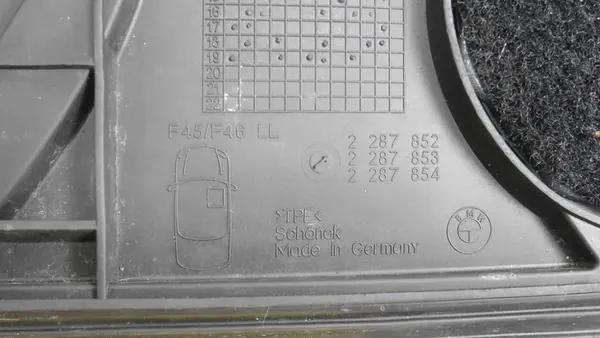 16
17
18
19
20
21
22
F45/F46 LL
2 287 852
2 287 853
2 287 854
>TPE<
Schönek
Made in Germany
BMW